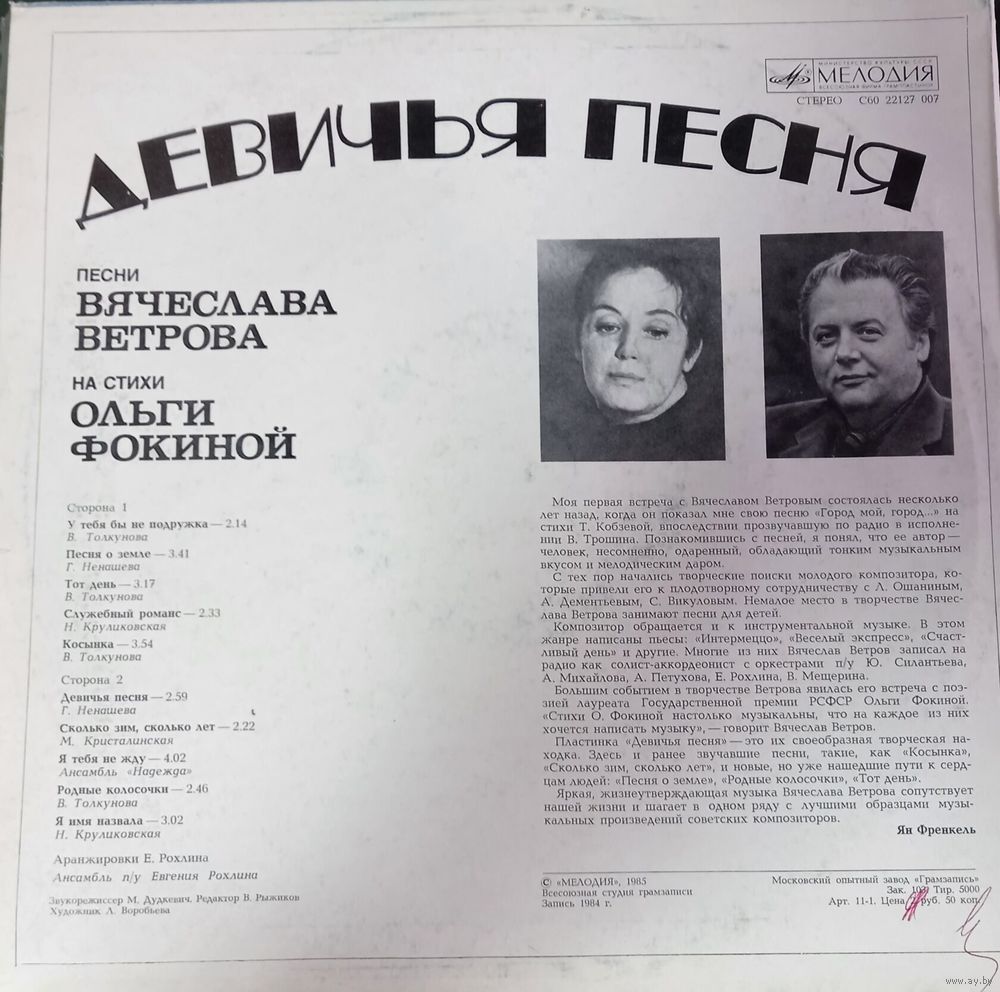 МИНИСТЕРСТВО КУЛЬТУРЫ СССР
МЕЛОДИЯ
ВСЕСОЮЗНАЯ ФИРМА ГРАМПЛАСТИНОК
СТЕРЕО С60 22127 007
ДЕВИЧЬЯ ПЕСНЯ
ПЕСНИ
ВЯЧЕСЛАВА
ВЕТРОВА
НА СТИХИ
ОЛЬГИ
ФОКИНОЙ
Сторона 1
У тебя бы не подружка — 2.14
В. Толкунова
Песня о земле — 3.41
Г. Ненашева
Тот день — 3.17
В. Толкунова
Служебный романс — 2.33
Н. Круликовская
Косынка — 3.54
В. Толкунова
Сторона 2
Девичья песня — 2.59
Г. Ненашева
Сколько зим, сколько лет — 2.22
М. Кристалинская
Я тебя не жду — 4.02
Ансамбль «Надежда»
Родные колосочки — 2.46
В. Толкунова
Я имя назвала — 3.02
Н. Круликовская
Аранжировки Е. Рохлина
Ансамбль п/у Евгения Рохлина
Звукорежиссер М. Дудкевич. Редактор В. Рыжиков
Художник Л. Воробьева
Моя первая встреча с Вячеславом Ветровым состоялась несколько
лет назад, когда он показал мне свою песню «Город мой, город...» на
стихи Т. Кобзевой, впоследствии прозвучавшую по радио в исполне-
нии В. Трошина. Познакомившись с песней, я понял, что ее автор —
человек, несомненно, одаренный, обладающий тонким музыкальным
вкусом и мелодическим даром.
С тех пор начались творческие поиски молодого композитора, ко-
торые привели его к плодотворному сотрудничеству с Л. Ошаниным,
А. Дементьевым, С. Викуловым. Немалое место в творчестве Вячес-
лава Ветрова занимают песни для детей.
Композитор обращается и к инструментальной музыке. В этом
жанре написаны пьесы: «Интермеццо», «Веселый экспресс», «Счаст-
ливый день» и другие. Многие из них Вячеслав Ветров записал на
радио как солист-аккордеонист с оркестрами п/у Ю. Силантьева,
А. Михайлова, А. Петухова, Е. Рохлина, В. Мещерина.
Большим событием в творчестве Ветрова явилась его встреча с поэ-
зией лауреата Государственной премии РСФСР Ольги Фокиной.
«Стихи О. Фокиной настолько музыкальны, что на каждое из них
хочется написать музыку», — говорит Вячеслав Ветров.
Пластинка «Девичья песня» — это их своеобразная творческая на-
ходка. Здесь и ранее звучавшие песни, такие, как «Косынка»,
«Сколько зим, сколько лет», и новые, но уже нашедшие пути к серд-
цам людей: «Песня о земле», «Родные колосочки», «Тот день».
Яркая, жизнеутверждающая музыка Вячеслава Ветрова сопутствует
нашей жизни и шагает в одном ряду с лучшими образцами музы-
кальных произведений советских композиторов.
Ян Френкель
© «МЕЛОДИЯ», 1985
Всесоюзная студия грамзаписи
Запись 1984 г.
Московский опытный завод «Грамзапись»
Зак. Тир. 5000
Арт. 11-1. Цена руб. 50 коп.
www.ay.by